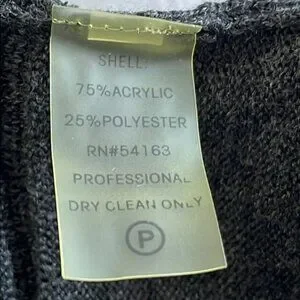 SHELL:
75%ACRYLIC
25%POLYESTER
RN#54163
PROFESSIONAL
DRY CLEAN ONLY
P